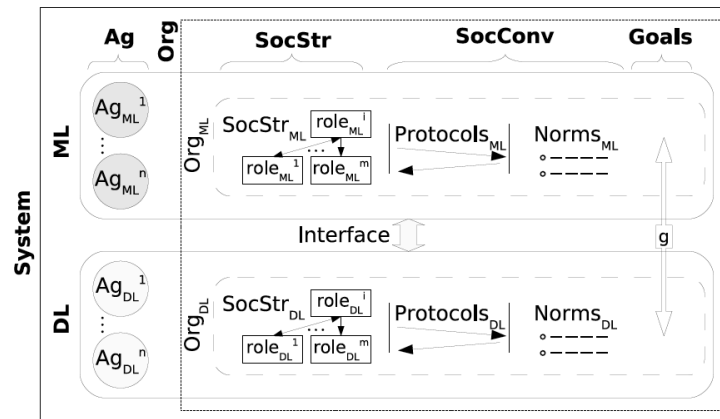 System
Ag
Org
SocStr
SocConv
Goals
ML
Ag_ML^1
⋮
Ag_ML^n
Org_ML
SocStr_ML
role_ML^i
...
role_ML^1
role_ML^m
Protocols_ML
Norms_ML
Interface
g
DL
Ag_DL^1
⋮
Ag_DL^n
Org_DL
SocStr_DL
role_DL^i
...
role_DL^1
role_DL^m
Protocols_DL
Norms_DL